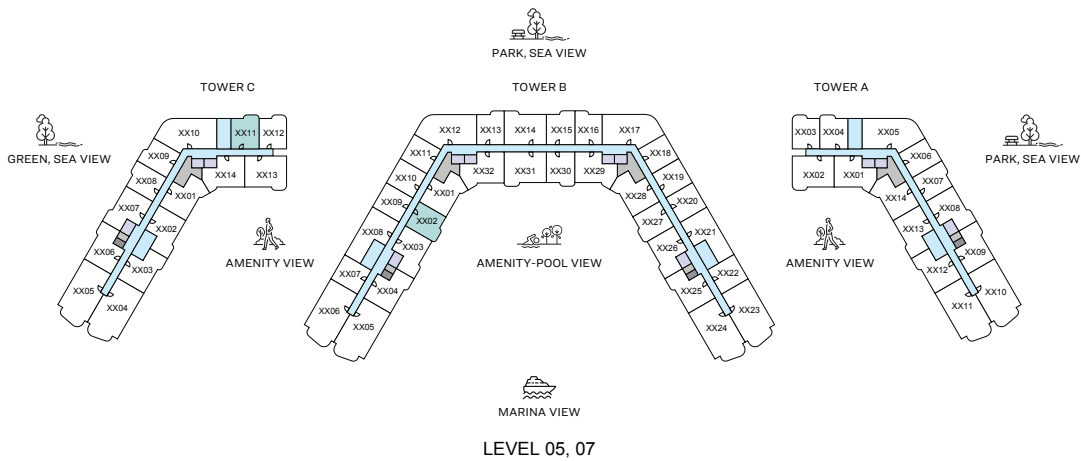 PARK, SEA VIEW
TOWER C
TOWER B
TOWER A
GREEN, SEA VIEW
PARK, SEA VIEW
XX10
XX11
XX12
XX09
XX08
XX07
XX06
XX05
XX04
XX03
XX02
XX01
XX14
XX13
AMENITY VIEW
XX12
XX13
XX14
XX15
XX16
XX17
XX11
XX10
XX09
XX08
XX07
XX06
XX05
XX04
XX03
XX02
XX01
XX32
XX31
XX30
XX29
XX28
XX27
XX26
XX25
XX24
XX23
XX22
XX21
XX20
XX19
XX18
AMENITY-POOL VIEW
XX03
XX04
XX05
XX02
XX01
XX06
XX07
XX08
XX09
XX10
XX11
XX12
XX13
XX14
AMENITY VIEW
MARINA VIEW
LEVEL 05, 07